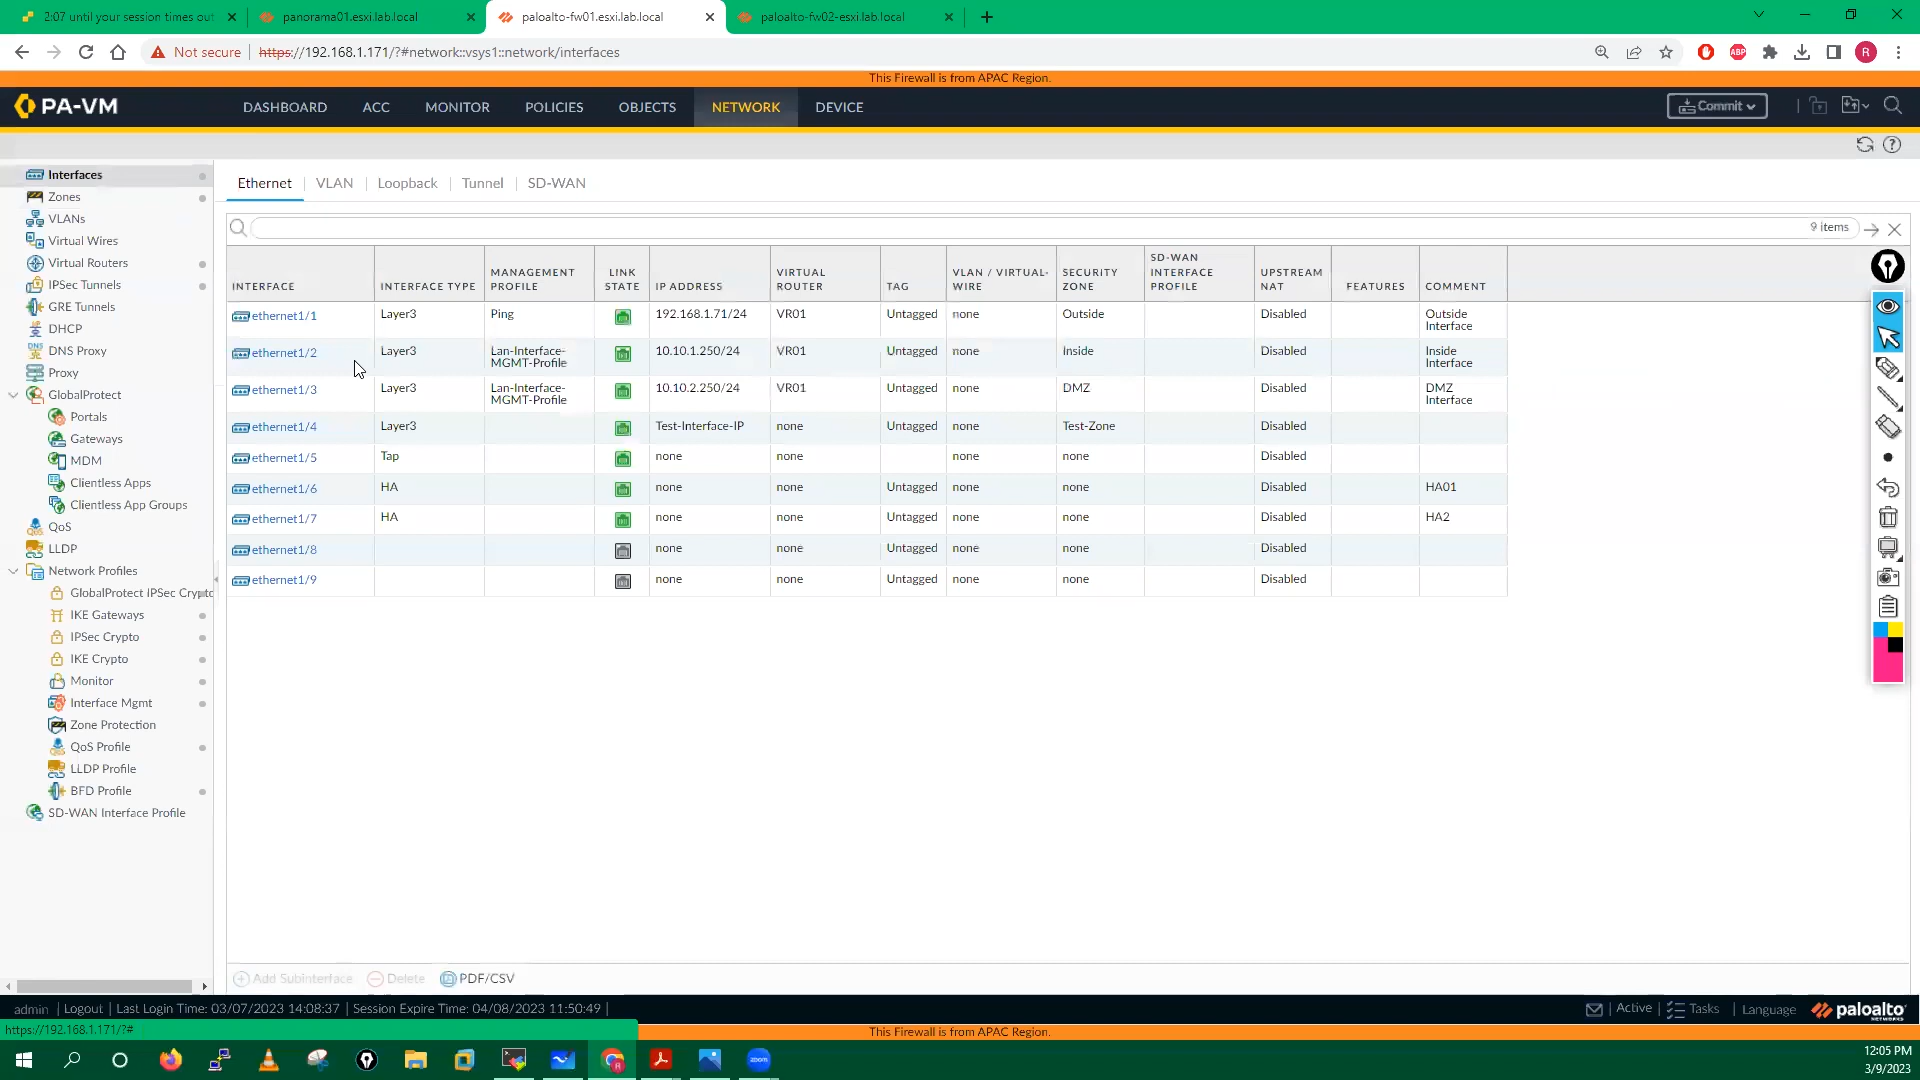 2:07 until your session times out
panorama01.esxi.lab.local
paloalto-fw01.esxi.lab.local
paloalto-fw02-esxi.lab.local
Not secure https://192.168.1.171/?#network::vsys1::network/interfaces
ABP
R
This Firewall is from APAC Region.
PA-VM
DASHBOARD ACC MONITOR POLICIES OBJECTS NETWORK DEVICE
Commit
Interfaces
Zones
VLANs
Virtual Wires
Virtual Routers
IPSec Tunnels
GRE Tunnels
DHCP
DNS Proxy
Proxy
GlobalProtect
Portals
Gateways
MDM
Clientless Apps
Clientless App Groups
QoS
LLDP
Network Profiles
GlobalProtect IPSec Crypto
IKE Gateways
IPSec Crypto
IKE Crypto
Monitor
Interface Mgmt
Zone Protection
QoS Profile
LLDP Profile
BFD Profile
SD-WAN Interface Profile
Ethernet VLAN Loopback Tunnel SD-WAN
9 items
INTERFACE INTERFACE TYPE MANAGEMENT PROFILE LINK STATE IP ADDRESS VIRTUAL ROUTER TAG VLAN / VIRTUAL-WIRE SECURITY ZONE SD-WAN INTERFACE PROFILE UPSTREAM NAT FEATURES COMMENT
ethernet1/1 Layer3 Ping 192.168.1.71/24 VR01 Untagged none Outside Disabled Outside Interface
ethernet1/2 Layer3 Lan-Interface-MGMT-Profile 10.10.1.250/24 VR01 Untagged none Inside Disabled Inside Interface
ethernet1/3 Layer3 Lan-Interface-MGMT-Profile 10.10.2.250/24 VR01 Untagged none DMZ Disabled DMZ Interface
ethernet1/4 Layer3 Test-Interface-IP none Untagged none Test-Zone Disabled
ethernet1/5 Tap none none none none Disabled
ethernet1/6 HA none none Untagged none none Disabled HA01
ethernet1/7 HA none none Untagged none none Disabled HA2
ethernet1/8 none none Untagged none none Disabled
ethernet1/9 none none Untagged none none Disabled
Add Subinterface Delete PDF/CSV
admin | Logout | Last Login Time: 03/07/2023 14:08:37 | Session Expire Time: 04/08/2023 11:50:49 |
Active | Tasks | Language paloalto NETWORKS
https://192.168.1.171/?#
This Firewall is from APAC Region.
zoom
12:05 PM
3/9/2023